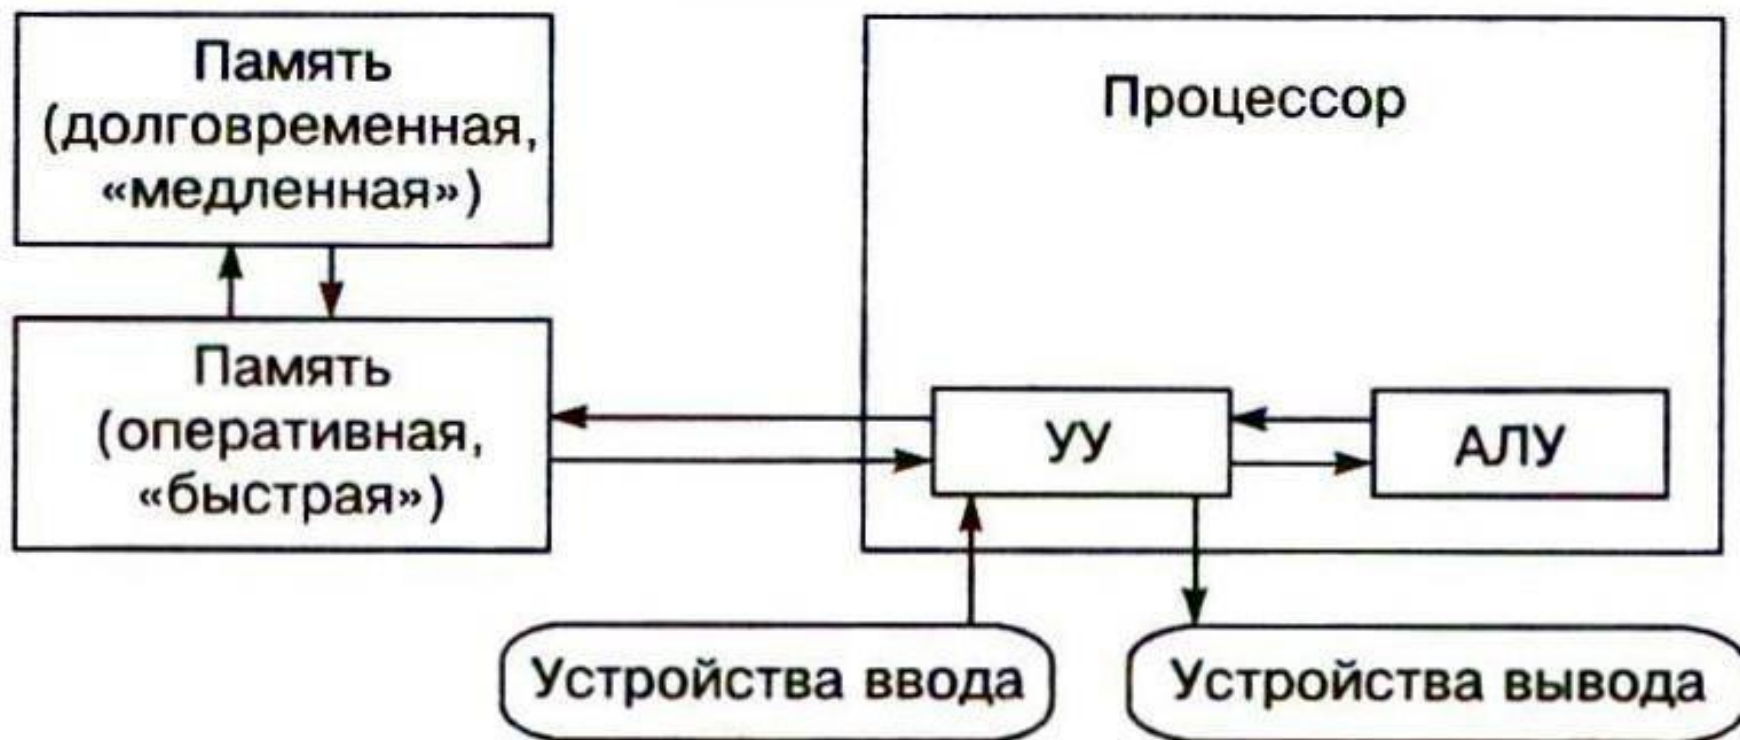 Память
(долговременная,
«медленная»)
Процессор
Память
(оперативная,
«быстрая»)
УУ
АЛУ
Устройства ввода
Устройства вывода